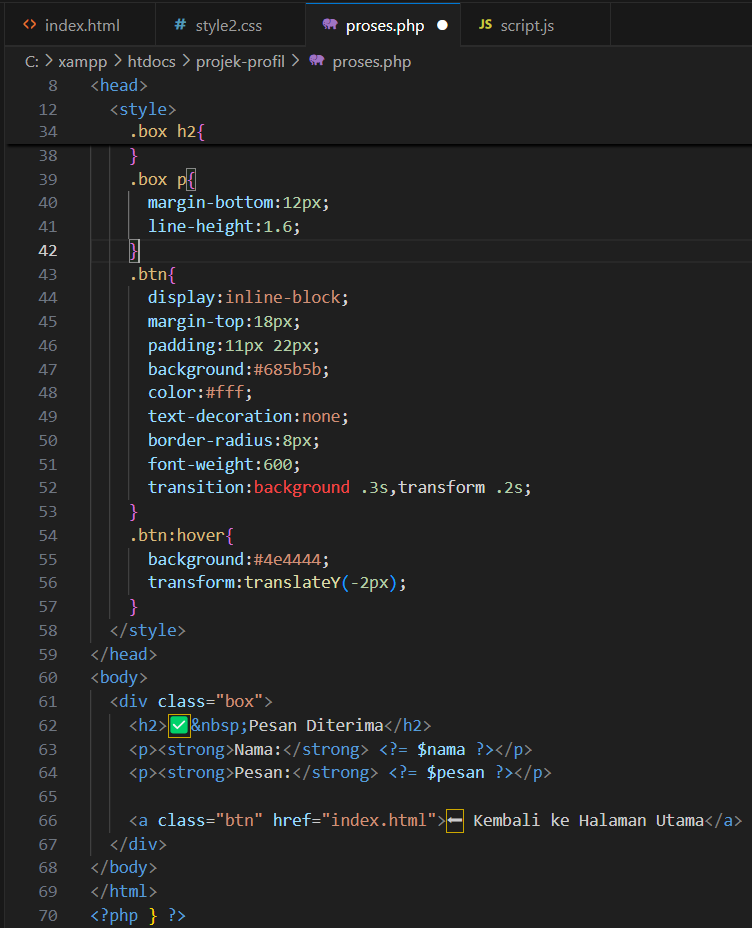 index.html style2.css proses.php JS script.js
C: > xampp > htdocs > projek-profil > proses.php
8 <head>
12 <style>
34 .box h2{
38 }
39 .box p{
40 margin-bottom:12px;
41 line-height:1.6;
42 }
43 .btn{
44 display:inline-block;
45 margin-top:18px;
46 padding:11px 22px;
47 background:#685b5b;
48 color:#fff;
49 text-decoration:none;
50 border-radius:8px;
51 font-weight:600;
52 transition:background .3s,transform .2s;
53 }
54 .btn:hover{
55 background:#4e4444;
56 transform:translateY(-2px);
57 }
58 </style>
59 </head>
60 <body>
61 <div class="box">
62 <h2>✅&nbsp;Pesan Diterima</h2>
63 <p><strong>Nama:</strong> <?= $nama ?></p>
64 <p><strong>Pesan:</strong> <?= $pesan ?></p>
65
66 <a class="btn" href="index.html">⬅ Kembali ke Halaman Utama</a>
67 </div>
68 </body>
69 </html>
70 <?php } ?>